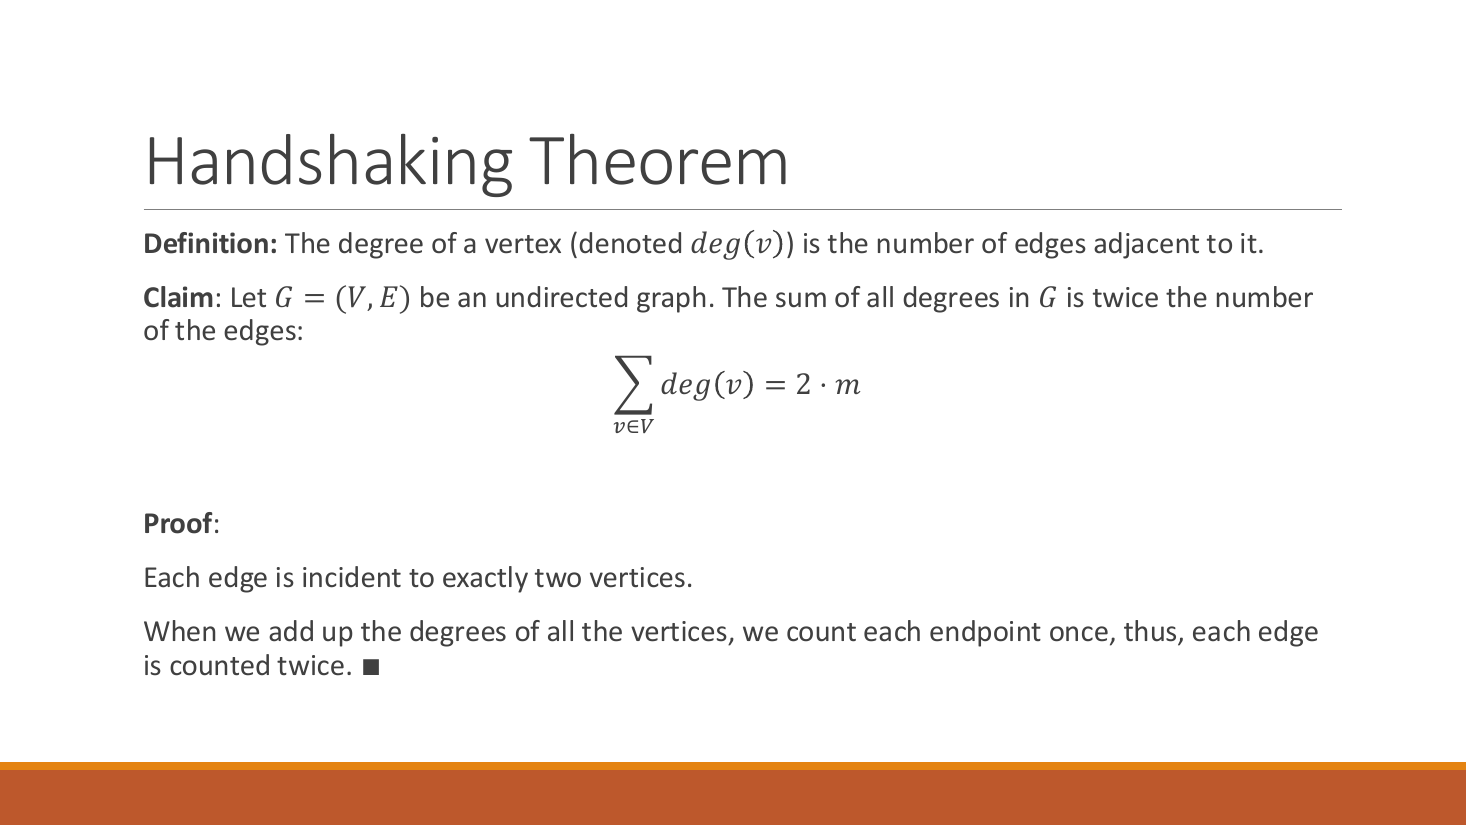 Handshaking Theorem
Definition: The degree of a vertex (denoted 𝑑𝑒𝑔(𝑣)) is the number of edges adjacent to it.
Claim: Let 𝐺 = (𝑉, 𝐸) be an undirected graph. The sum of all degrees in 𝐺 is twice the number
of the edges:
∑ 𝑑𝑒𝑔(𝑣) = 2 ∙ 𝑚
𝑣∈𝑉
Proof:
Each edge is incident to exactly two vertices.
When we add up the degrees of all the vertices, we count each endpoint once, thus, each edge
is counted twice. ■